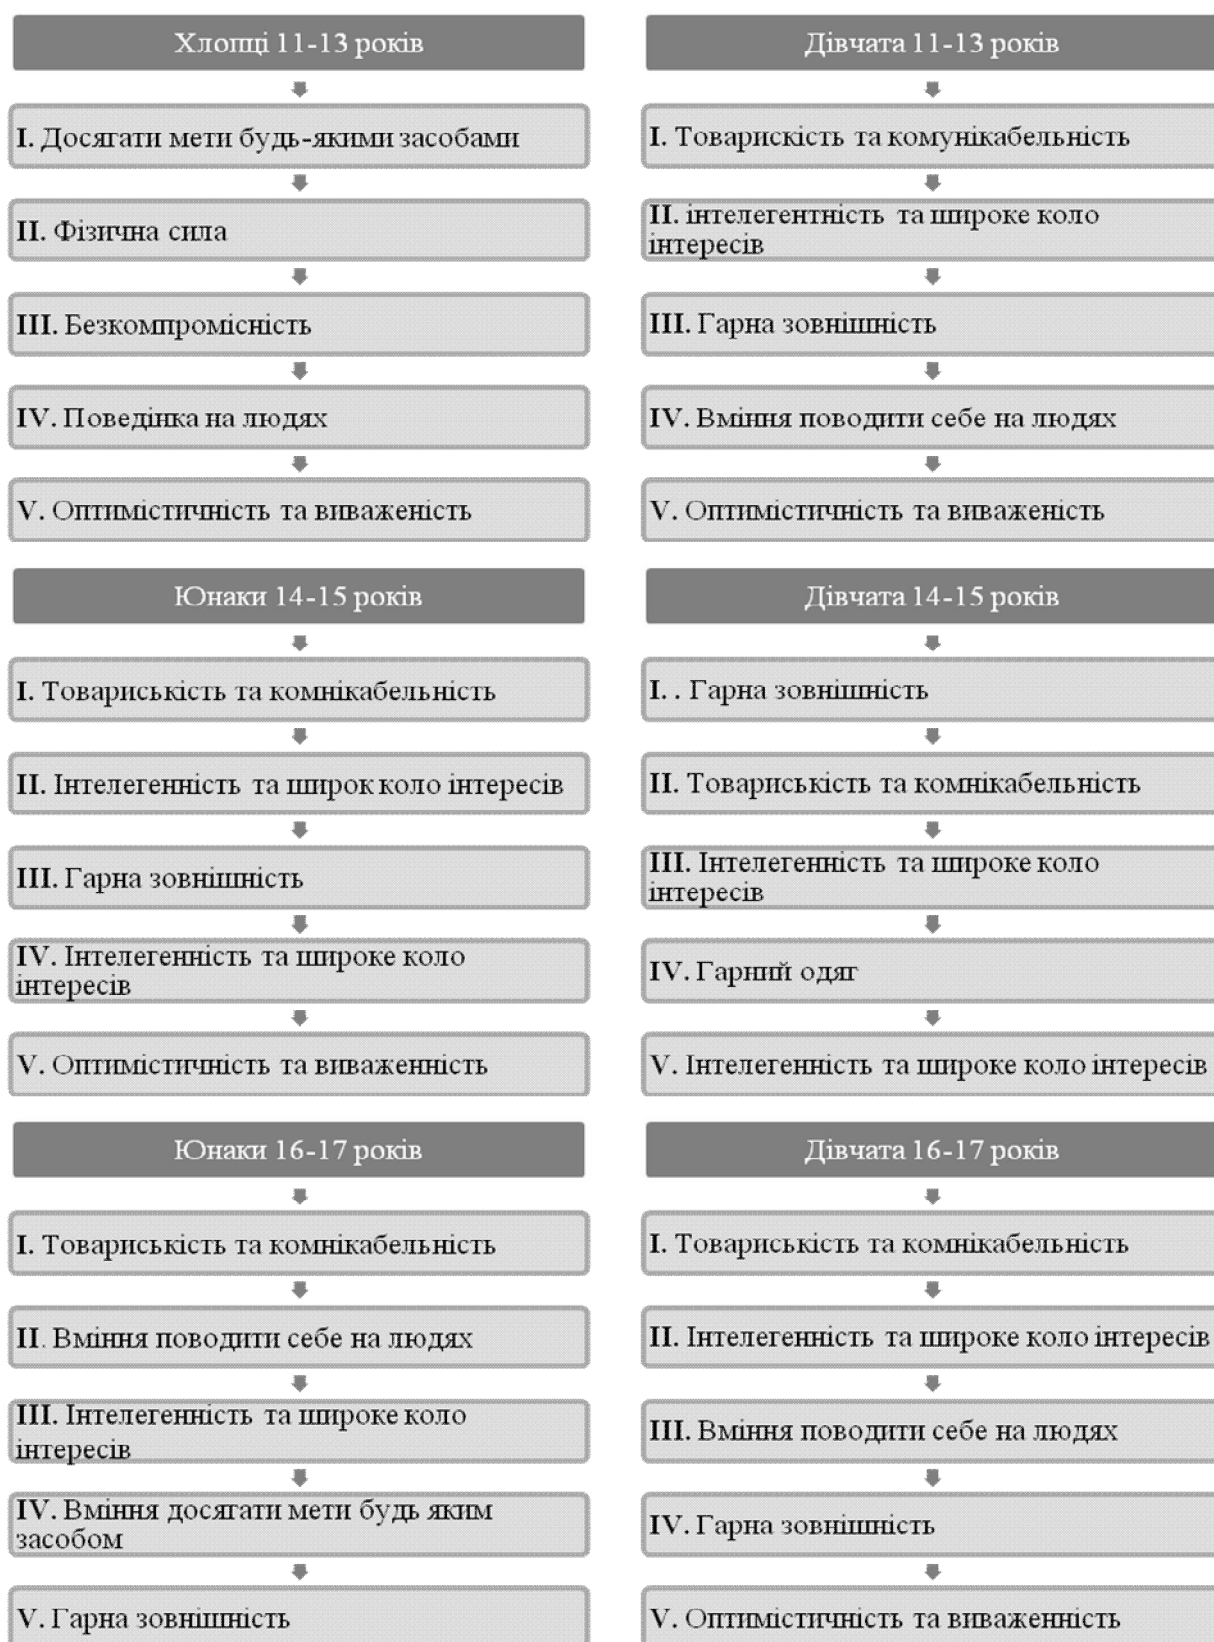 Хлопці 11-13 років
I. Досягати мети будь-якими засобами
II. Фізична сила
III. Безкомпромісність
IV. Поведінка на людях
V. Оптимістичність та виваженість
Дівчата 11-13 років
I. Товарискість та комунікабельність
II. інтелегентність та широке коло
інтересів
III. Гарна зовнішність
IV. Вміння поводити себе на людях
V. Оптимістичність та виваженість
Юнаки 14-15 років
I. Товариськість та комнікабельність
II. Інтелегенність та широк коло інтересів
III. Гарна зовнішність
IV. Інтелегенність та широке коло
інтересів
V. Оптимістичність та виваженність
Дівчата 14-15 років
I. . Гарна зовнішність
II. Товариськість та комнікабельність
III. Інтелегенність та широке коло
інтересів
IV. Гарний одяг
V. Інтелегенність та широке коло інтересів
Юнаки 16-17 років
I. Товариськість та комнікабельність
II. Вміння поводити себе на людях
III. Інтелегенність та широке коло
інтересів
IV. Вміння досягати мети будь яким
засобом
V. Гарна зовнішність
Дівчата 16-17 років
I. Товариськість та комнікабельність
II. Інтелегенність та широке коло інтересів
III. Вміння поводити себе на людях
IV. Гарна зовнішність
V. Оптимістичність та виваженність